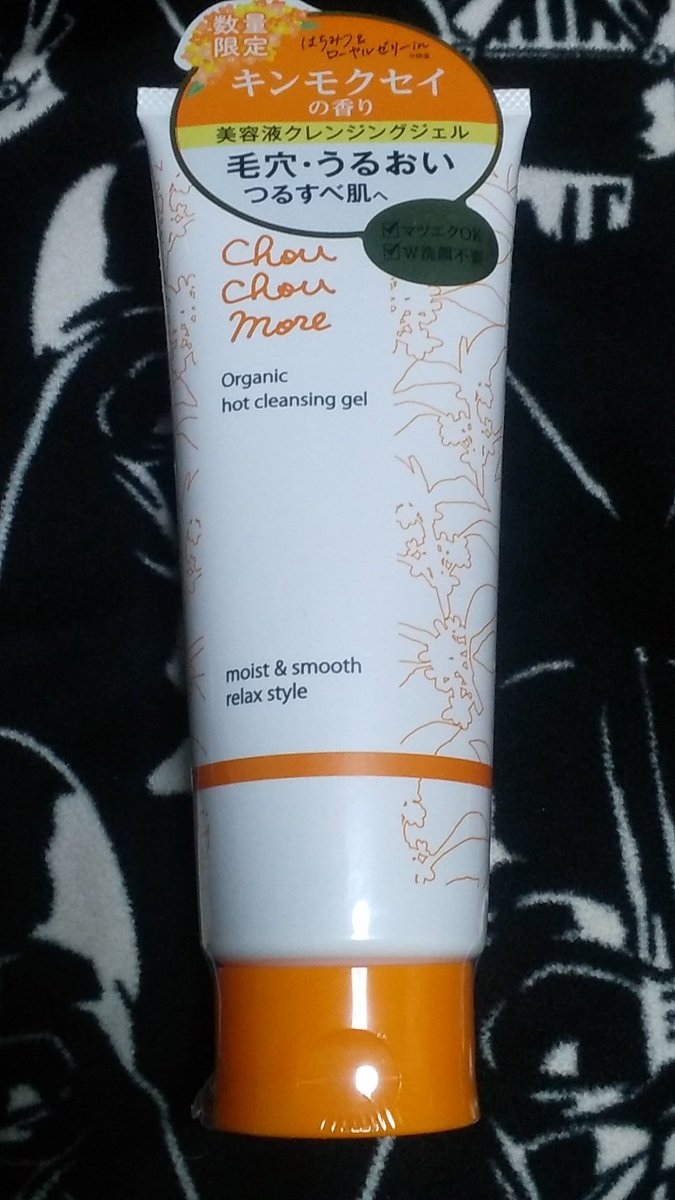 数量
限定
はちみつ&
ローヤルゼリーin
キンモクセイ
の香り
美容液クレンジングジェル
毛穴・うるおい
つるすべ肌へ
マツエクOK
W洗顔不要
Chou
Chou
more
Organic
hot cleansing gel
moist & smooth
relax style